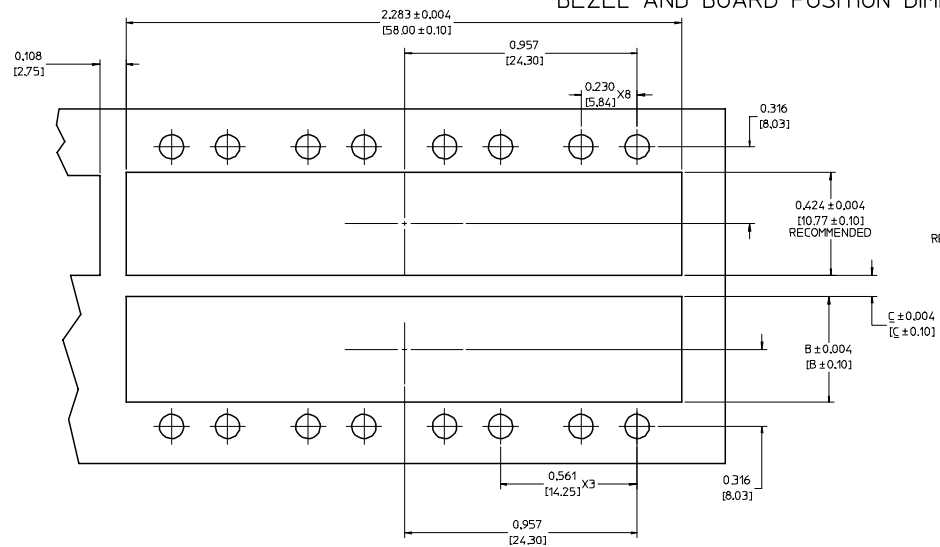 BEZEL AND BOARD POSITION
2.283 ±0.004
[58.00 ±0.10]
0.957
[24.30]
0.108
[2.75]
0.230
[5.84]
X8
0.316
[8.03]
0.424 ±0.004
[10.77 ±0.10]
RECOMMENDED
C ±0.004
[C ±0.10]
B ±0.004
[B ±0.10]
0.561
[14.25]
X3
0.316
[8.03]
0.957
[24.30]